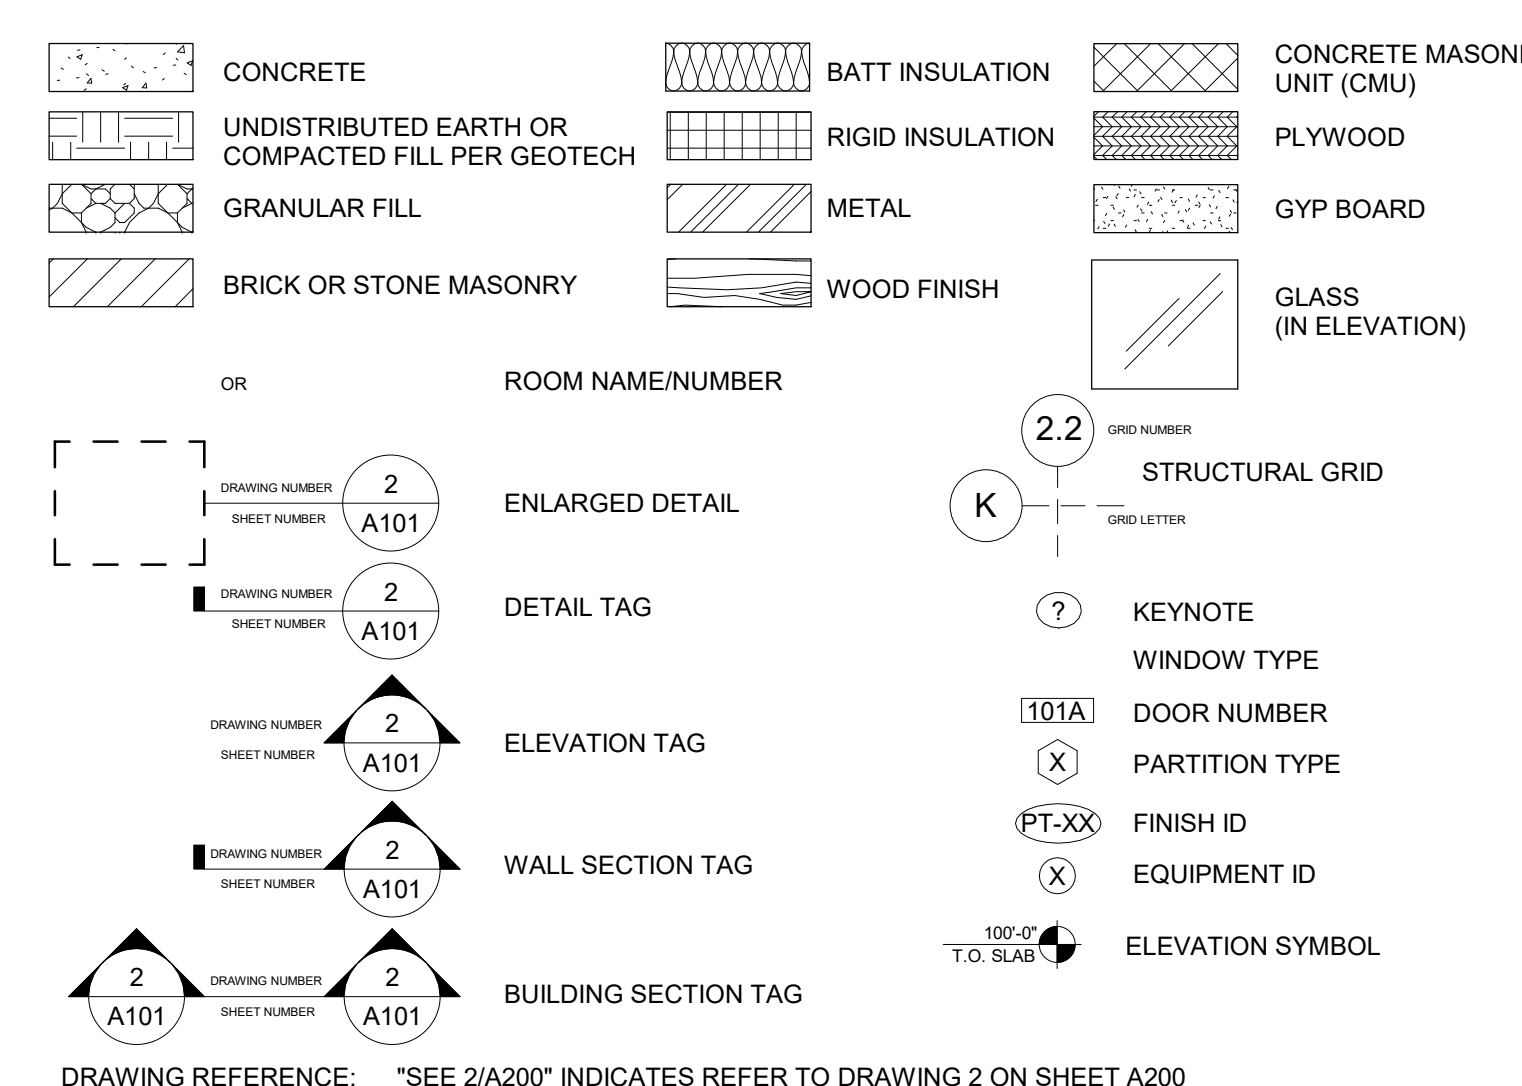 CONCRETE
UNDISTRIBUTED EARTH OR
COMPACTED FILL PER GEOTECH
GRANULAR FILL
BRICK OR STONE MASONRY
BATT INSULATION
RIGID INSULATION
METAL
WOOD FINISH
CONCRETE MASON
UNIT (CMU)
PLYWOOD
GYP BOARD
GLASS
(IN ELEVATION)
OR
ROOM NAME/NUMBER
DRAWING NUMBER
SHEET NUMBER
2
A101
ENLARGED DETAIL
DRAWING NUMBER
SHEET NUMBER
2
A101
DETAIL TAG
DRAWING NUMBER
SHEET NUMBER
2
A101
ELEVATION TAG
DRAWING NUMBER
SHEET NUMBER
2
A101
WALL SECTION TAG
2
A101
DRAWING NUMBER
SHEET NUMBER
2
A101
BUILDING SECTION TAG
2.2
GRID NUMBER
STRUCTURAL GRID
K
GRID LETTER
?
KEYNOTE
WINDOW TYPE
101A
DOOR NUMBER
X
PARTITION TYPE
PT-XX
FINISH ID
X
EQUIPMENT ID
100'-0"
T.O. SLAB
ELEVATION SYMBOL
DRAWING REFERENCE: "SEE 2/A200" INDICATES REFER TO DRAWING 2 ON SHEET A200